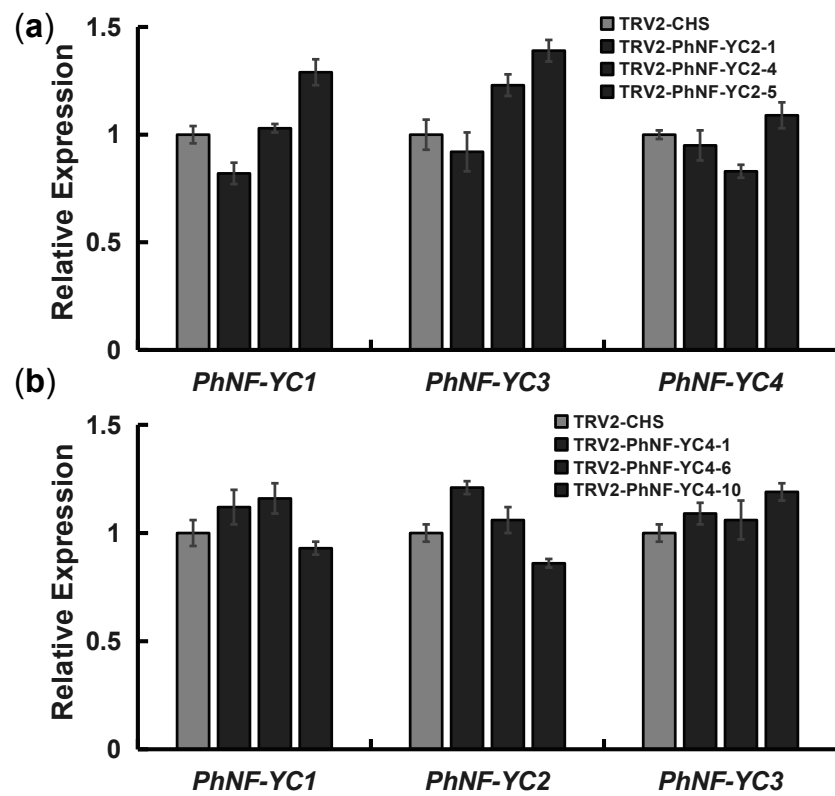 (a)
Relative Expression
1.5
1
0.5
0
TRV2-CHS
TRV2-PhNF-YC2-1
TRV2-PhNF-YC2-4
TRV2-PhNF-YC2-5
PhNF-YC1 PhNF-YC3 PhNF-YC4
(b)
Relative Expression
1.5
1
0.5
0
TRV2-CHS
TRV2-PhNF-YC4-1
TRV2-PhNF-YC4-6
TRV2-PhNF-YC4-10
PhNF-YC1 PhNF-YC2 PhNF-YC3